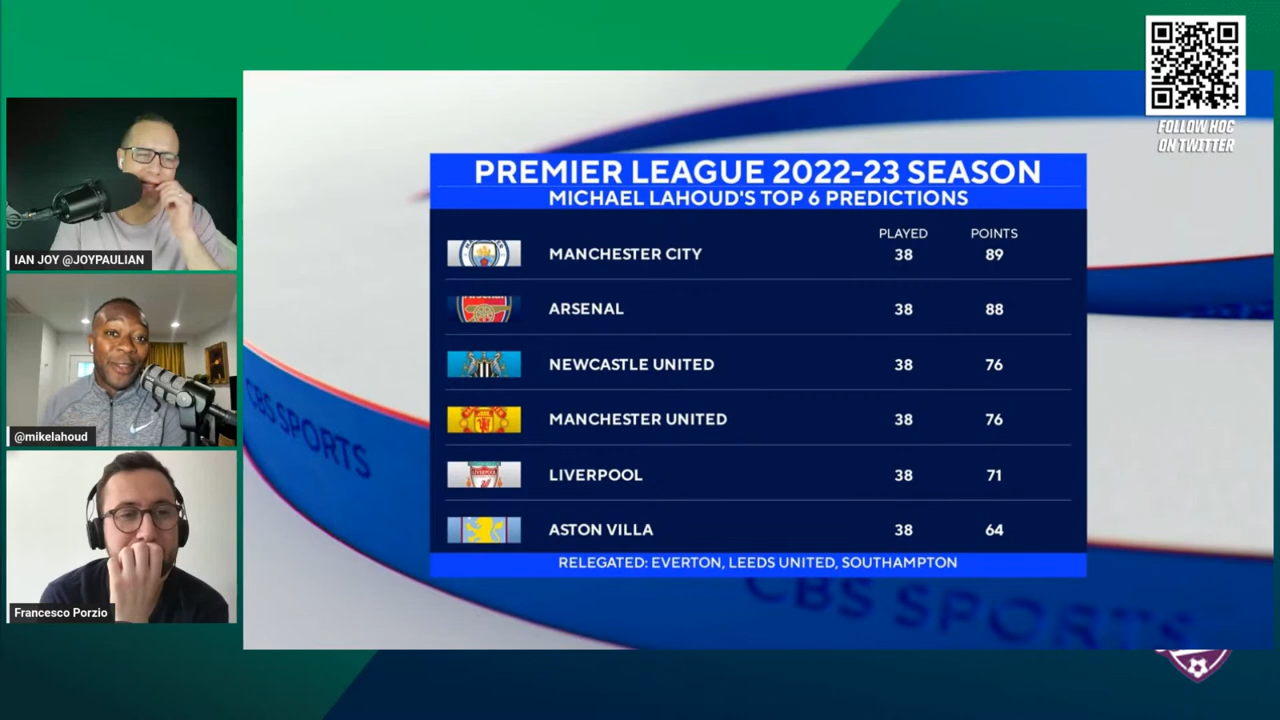 FOLLOW HOC
ON TWITTER
IAN JOY @JOYPAULIAN
@mikelahoud
Francesco Porzio
PREMIER LEAGUE 2022-23 SEASON
MICHAEL LAHOUD'S TOP 6 PREDICTIONS
PLAYED POINTS
MANCHESTER CITY 38 89
ARSENAL 38 88
NEWCASTLE UNITED 38 76
MANCHESTER UNITED 38 76
LIVERPOOL 38 71
ASTON VILLA 38 64
RELEGATED: EVERTON, LEEDS UNITED, SOUTHAMPTON
CBS SPORTS
CBS SPORTS